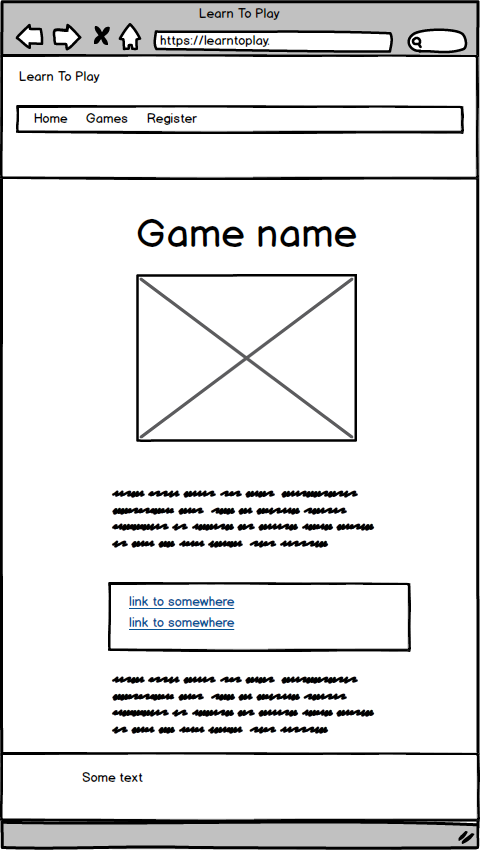 Learn To Play
https://learntoplay.
Learn To Play
Home Games Register
Game name
link to somewhere
link to somewhere
Some text